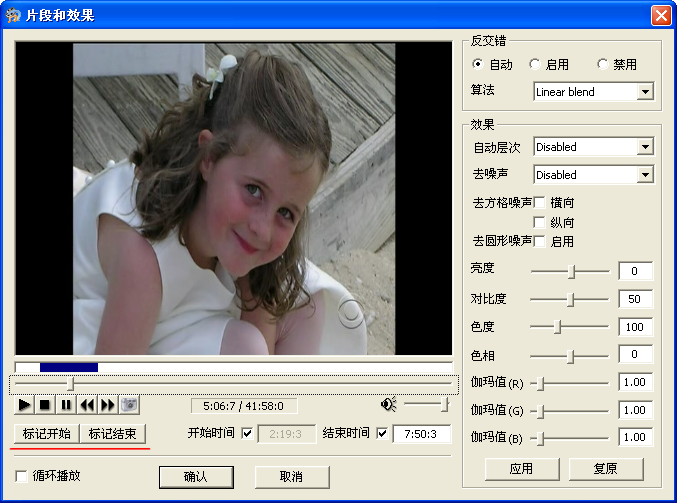 片段和效果
反交错
自动 启用 禁用
算法 Linear blend
效果
自动层次 Disabled
去噪声 Disabled
去方格噪声 横向
纵向
去圆形噪声 启用
亮度 0
对比度 50
色度 100
色相 0
伽玛值(R) 1.00
伽玛值(G) 1.00
伽玛值(B) 1.00
应用 复原
5:06:7 / 41:58:0
标记开始 标记结束 开始时间 2:19:3 结束时间 7:50:3
循环播放 确认 取消